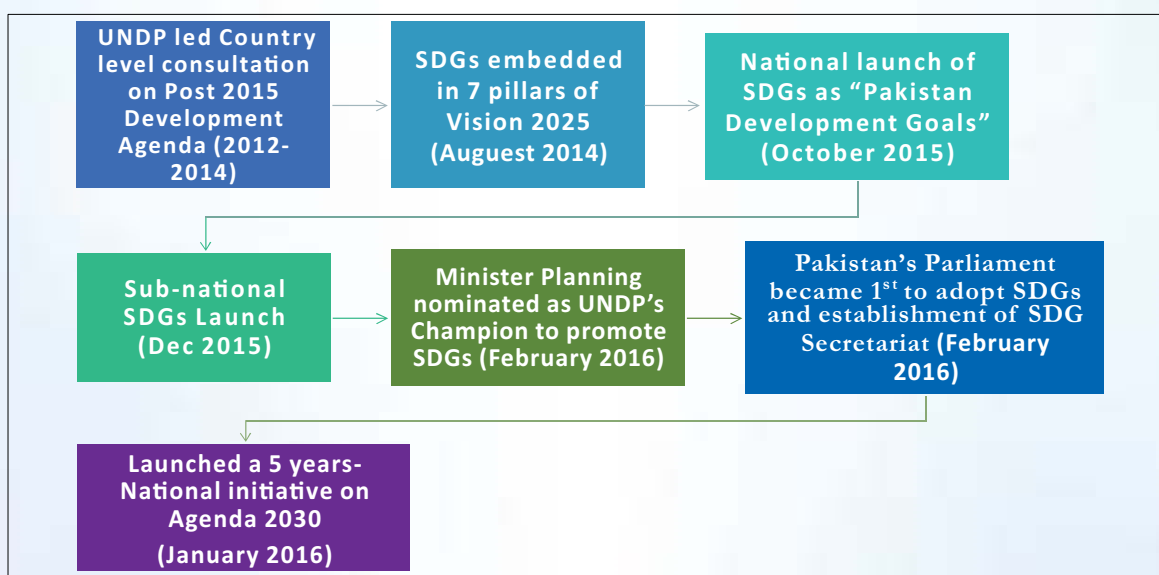 UNDP led Country
level consultation
on Post 2015
Development
Agenda (2012-
2014)
SDGs embedded
in 7 pillars of
Vision 2025
(Auguest 2014)
National launch of
SDGs as “Pakistan
Development Goals”
(October 2015)
Sub-national
SDGs Launch
(Dec 2015)
Minister Planning
nominated as UNDP’s
Champion to promote
SDGs (February 2016)
Pakistan’s Parliament
became 1st to adopt SDGs
and establishment of SDG
Secretariat (February
2016)
Launched a 5 years-
National initiative on
Agenda 2030
(January 2016)